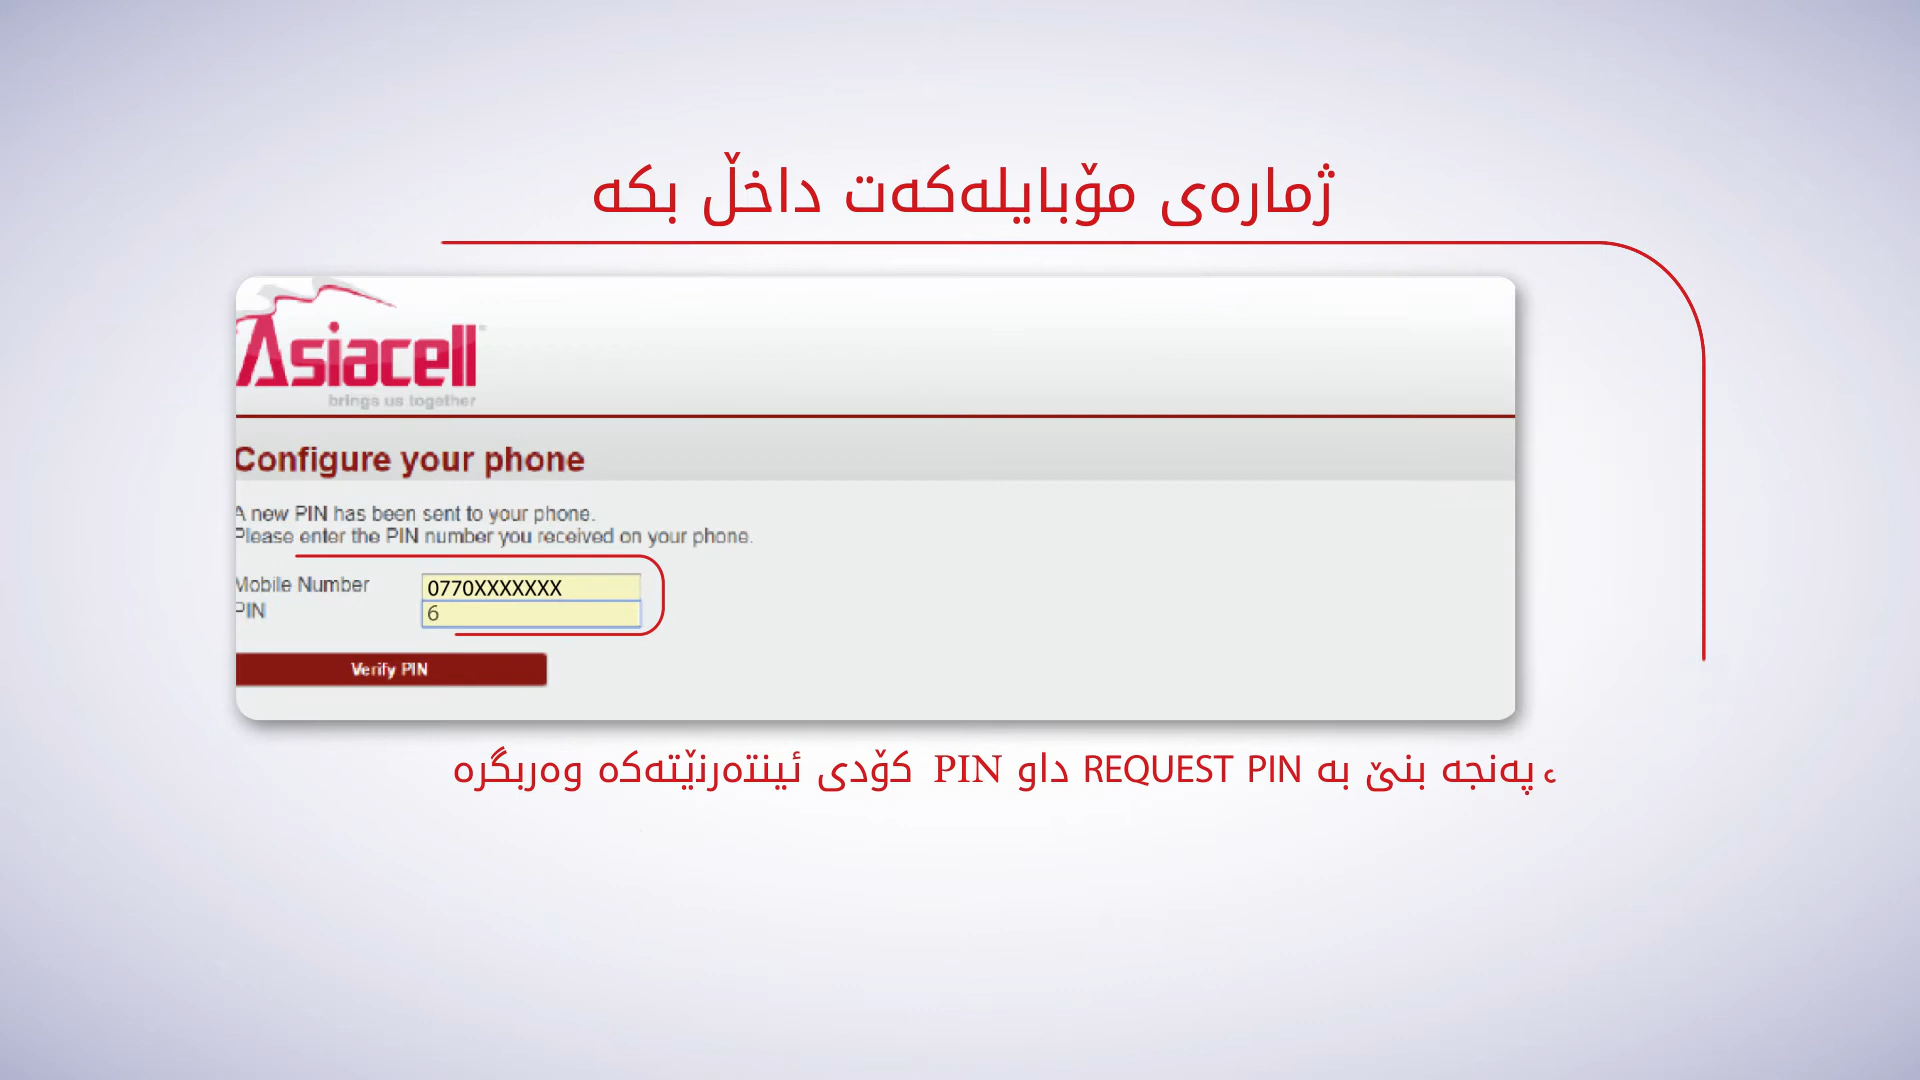 ژمارەی مۆبایلەکەت داخڵ بکە
Asiacell
brings us together
Configure your phone
A new PIN has been sent to your phone.
Please enter the PIN number you received on your phone.
Mobile Number 0770XXXXXXX
PIN 6
Verify PIN
پەنجە بنێ بە REQUEST PIN داو PIN کۆدی ئینتەرنێتەکە وەربگرە